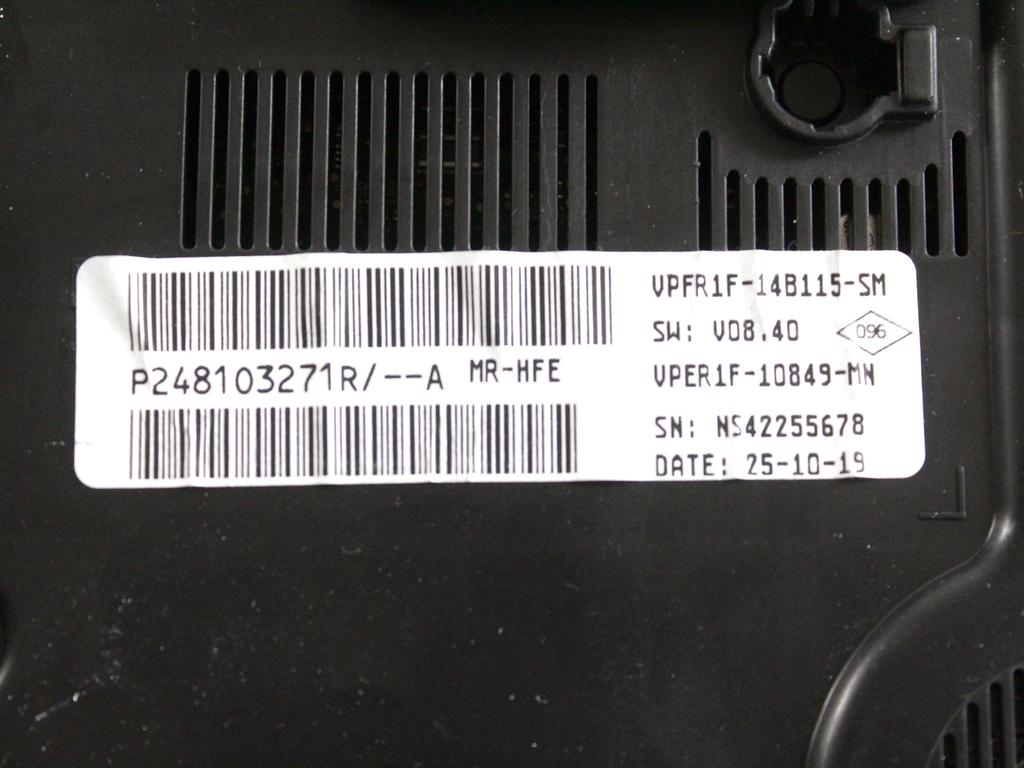 P248103271R/--A
MR-HFE
VPFR1F-14B115-SM
SW: V08.40
096
VPER1F-10849-MN
SN: NS42255678
DATE: 25-10-19